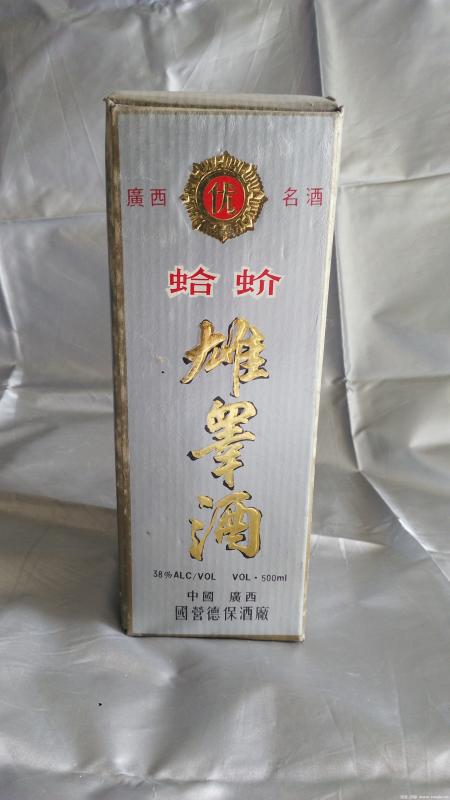 廣西 优 名酒
蛤蚧
雄睾酒
38%ALC/VOL VOL·500ml
中國 廣西
國營德保酒廠